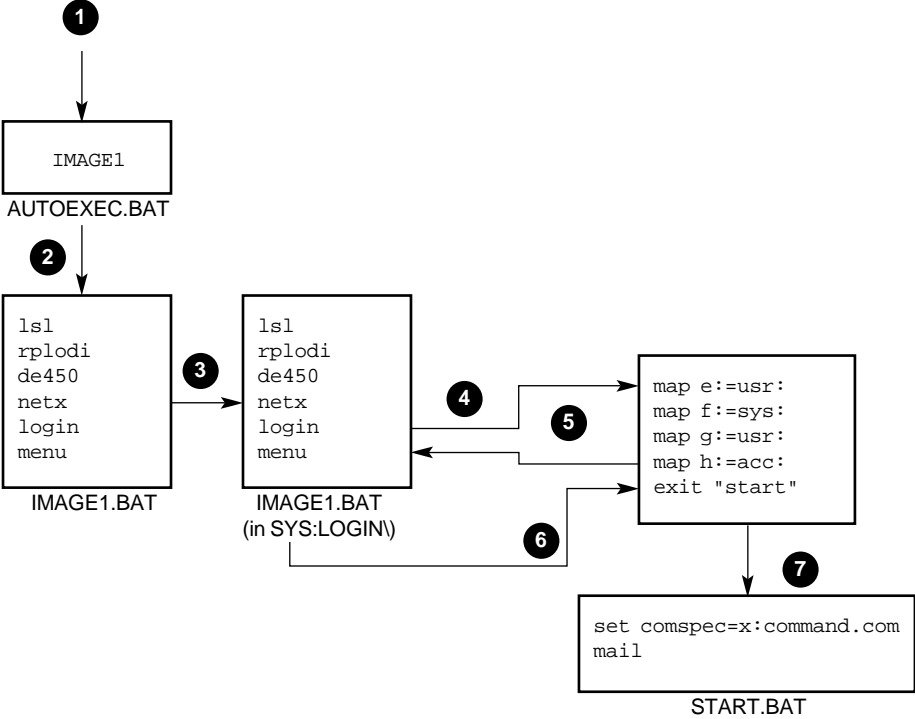 1
IMAGE1
AUTOEXEC.BAT
2
lsl
rplodi
de450
netx
login
menu
IMAGE1.BAT
3
lsl
rplodi
de450
netx
login
menu
IMAGE1.BAT
(in SYS:LOGIN\)
4
5
6
map e:=usr:
map f:=sys:
map g:=usr:
map h:=acc:
exit "start"
7
set comspec=x:command.com
mail
START.BAT